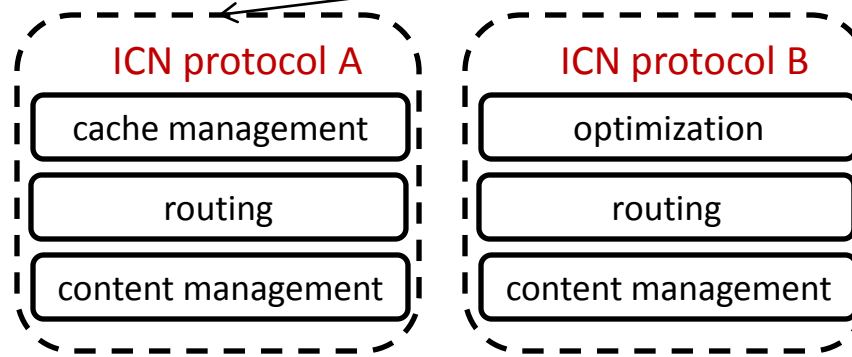 ICN protocol A
cache management
routing
content management
ICN protocol B
optimization
routing
content management